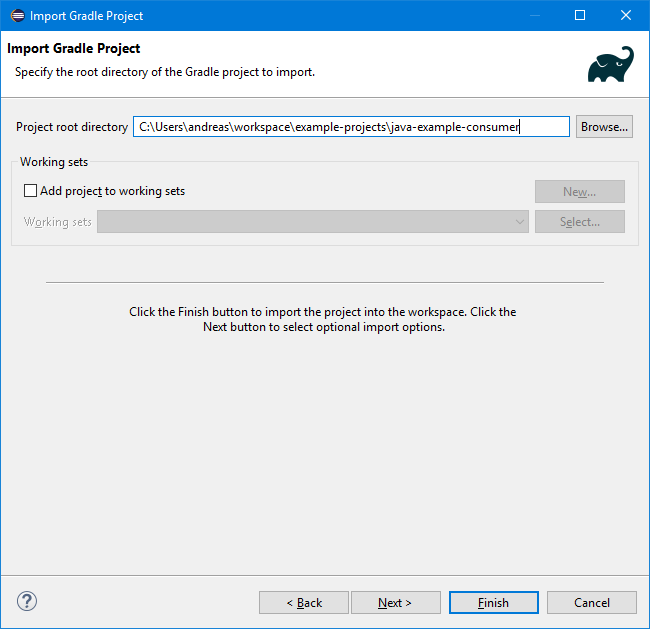 Import Gradle Project
Import Gradle Project
Specify the root directory of the Gradle project to import.
Project root directory C:\Users\andreas\workspace\example-projects\java-example-consumer Browse...
Working sets
Add project to working sets New...
Working sets Select...
Click the Finish button to import the project into the workspace. Click the
Next button to select optional import options.
? < Back Next > Finish Cancel